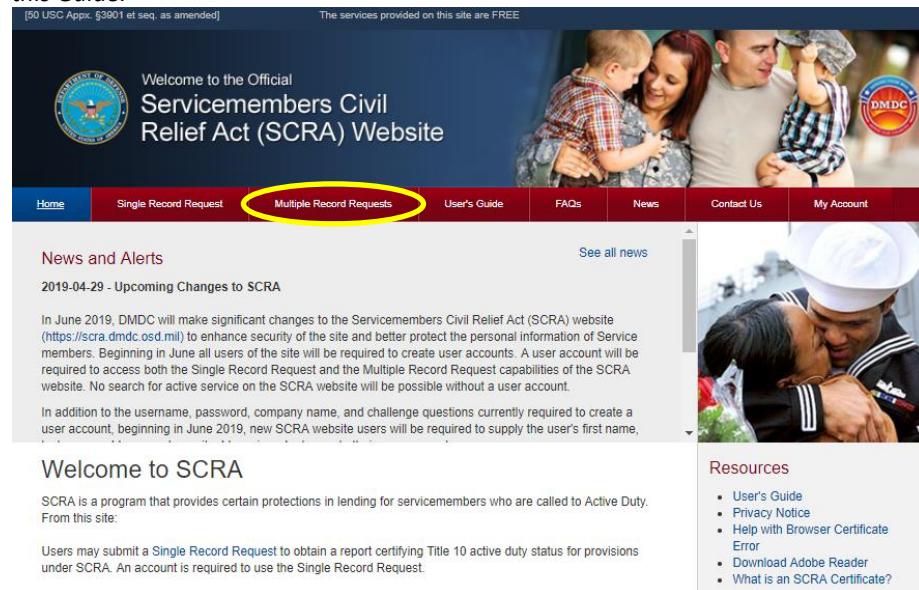 this Guide.
[50 USC Appx. §3901 et seq. as amended] The services provided on this site are FREE
Welcome to the Official
Servicemembers Civil
Relief Act (SCRA) Website
DMDC
Home Single Record Request Multiple Record Requests User's Guide FAQs News Contact Us My Account
News and Alerts See all news
2019-04-29 - Upcoming Changes to SCRA
In June 2019, DMDC will make significant changes to the Servicemembers Civil Relief Act (SCRA) website
(https://scra.dmdc.osd.mil) to enhance security of the site and better protect the personal information of Service
members. Beginning in June all users of the site will be required to create user accounts. A user account will be
required to access both the Single Record Request and the Multiple Record Request capabilities of the SCRA
website. No search for active service on the SCRA website will be possible without a user account.
In addition to the username, password, company name, and challenge questions currently required to create a
user account, beginning in June 2019, new SCRA website users will be required to supply the user's first name,
Welcome to SCRA
SCRA is a program that provides certain protections in lending for servicemembers who are called to Active Duty.
From this site:
Users may submit a Single Record Request to obtain a report certifying Title 10 active duty status for provisions
under SCRA. An account is required to use the Single Record Request.
Resources
User's Guide
Privacy Notice
Help with Browser Certificate
Error
Download Adobe Reader
What is an SCRA Certificate?